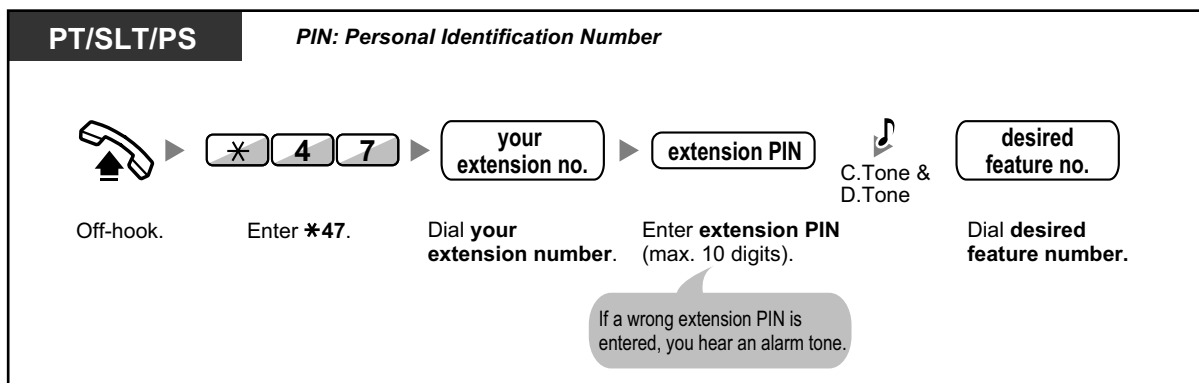 PT/SLT/PS
PIN: Personal Identification Number
✳ 4 7
your
extension no.
extension PIN
C.Tone &
D.Tone
desired
feature no.
Off-hook.
Enter ✳47.
Dial your
extension number.
Enter extension PIN
(max. 10 digits).
Dial desired
feature number.
If a wrong extension PIN is
entered, you hear an alarm tone.